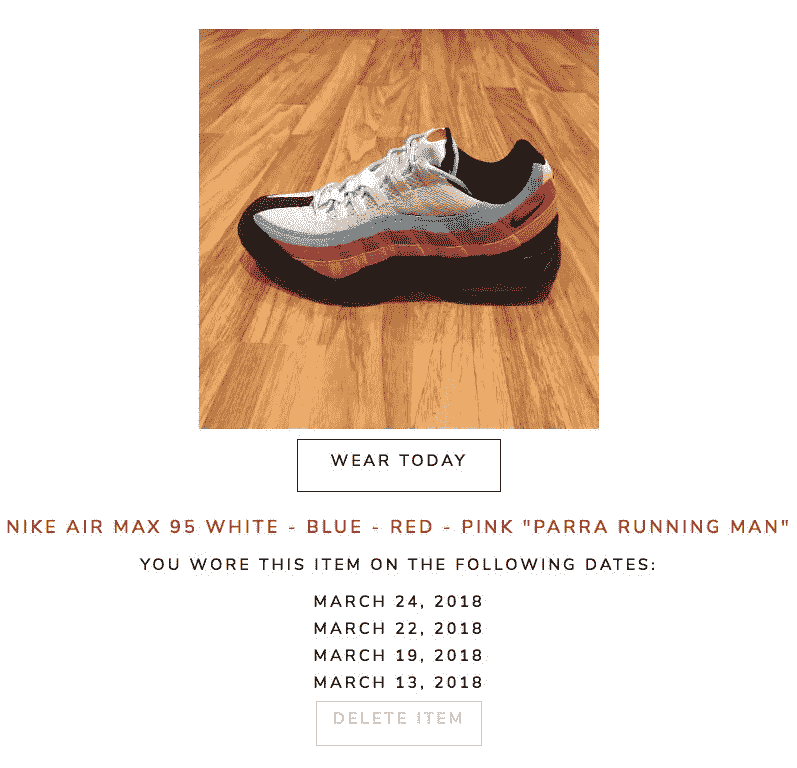 WEAR TODAY
NIKE AIR MAX 95 WHITE - BLUE - RED - PINK "PARRA RUNNING MAN"
YOU WORE THIS ITEM ON THE FOLLOWING DATES:
MARCH 24, 2018
MARCH 22, 2018
MARCH 19, 2018
MARCH 13, 2018
DELETE ITEM